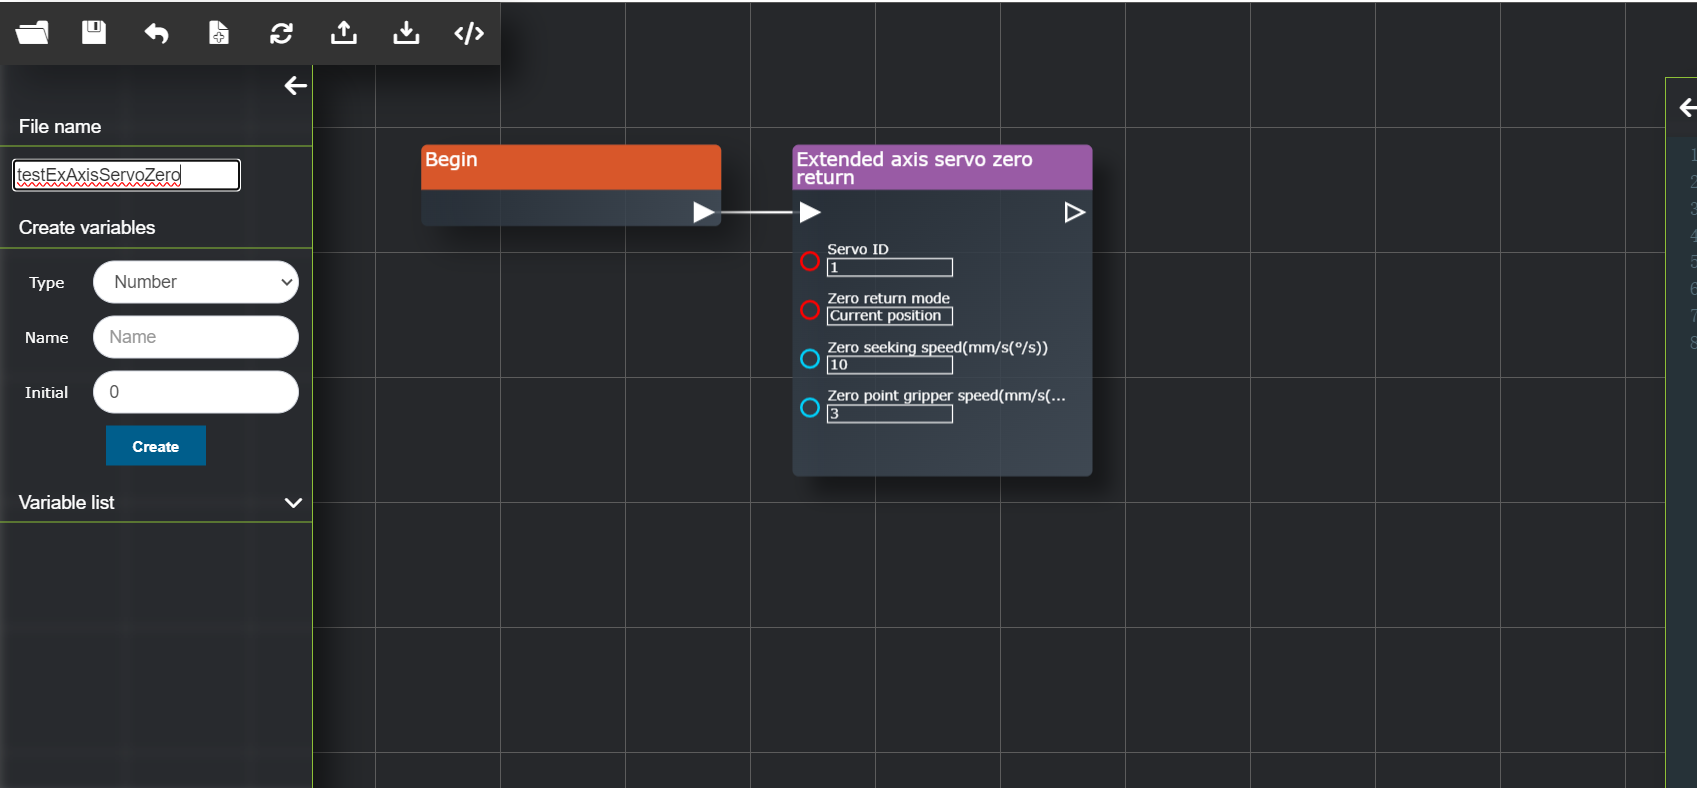 File name
testExAxisServoZero
Create variables
Type
Number
Name
Name
Initial
0
Create
Variable list
Begin
Extended axis servo zero
return
Servo ID
1
Zero return mode
Current position
Zero seeking speed(mm/s(°/s))
10
Zero point gripper speed(mm/s(...
3
1
2
3
4
5
6
7
8